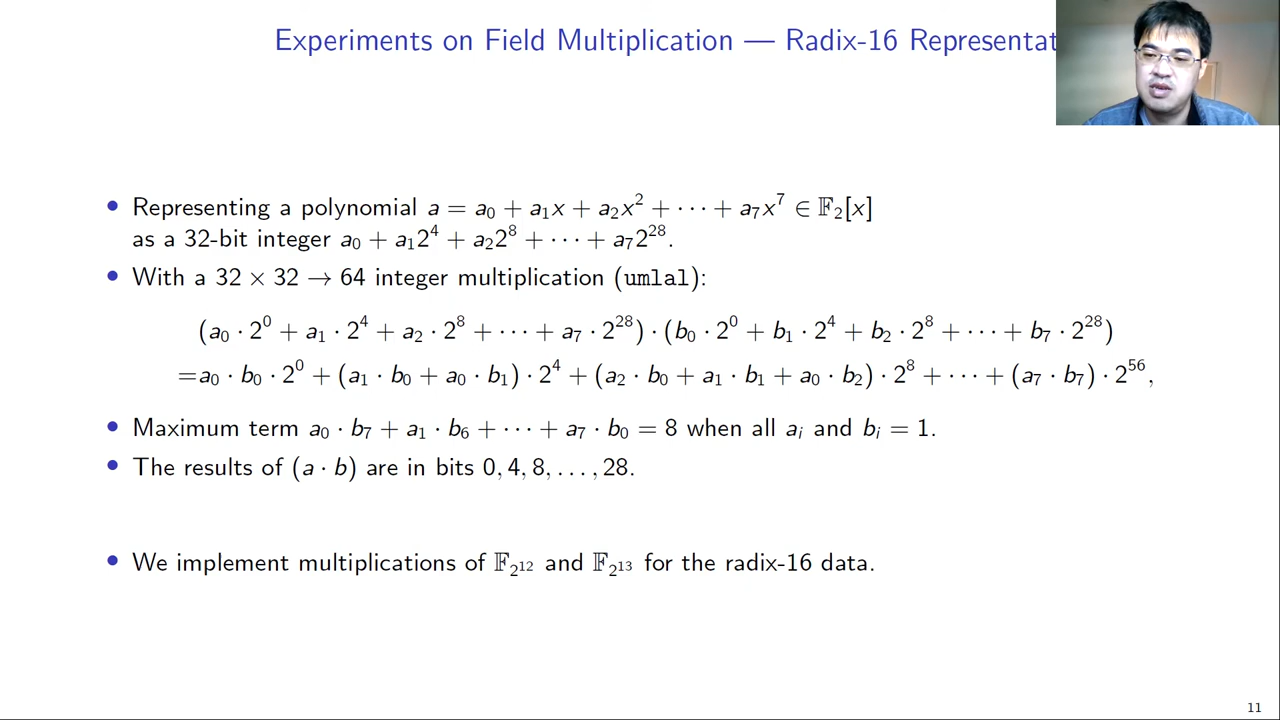 Experiments on Field Multiplication — Radix-16
• Representing a polynomial a = a₀ + a₁x + a₂x² + ··· + a₇x⁷ ∈ 𝔽₂[x]
as a 32-bit integer a₀ + a₁2⁴ + a₂2⁸ + ··· + a₇2²⁸.
• With a 32 × 32 → 64 integer multiplication (umlal):
(a₀ · 2⁰ + a₁ · 2⁴ + a₂ · 2⁸ + ··· + a₇ · 2²⁸) · (b₀ · 2⁰ + b₁ · 2⁴ + b₂ · 2⁸ + ··· + b₇ · 2²⁸)
=a₀ · b₀ · 2⁰ + (a₁ · b₀ + a₀ · b₁) · 2⁴ + (a₂ · b₀ + a₁ · b₁ + a₀ · b₂) · 2⁸ + ··· + (a₇ · b₇) · 2⁵⁶,
• Maximum term a₀ · b₇ + a₁ · b₆ + ··· + a₇ · b₀ = 8 when all aᵢ and bᵢ = 1.
• The results of (a · b) are in bits 0, 4, 8, . . . , 28.
• We implement multiplications of 𝔽_{2¹²} and 𝔽_{2¹³} for the radix-16 data.
11